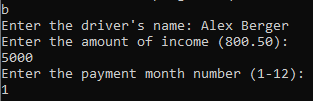 b
Enter the driver's name: Alex Berger
Enter the amount of income (800.50):
5000
Enter the payment month number (1-12):
1